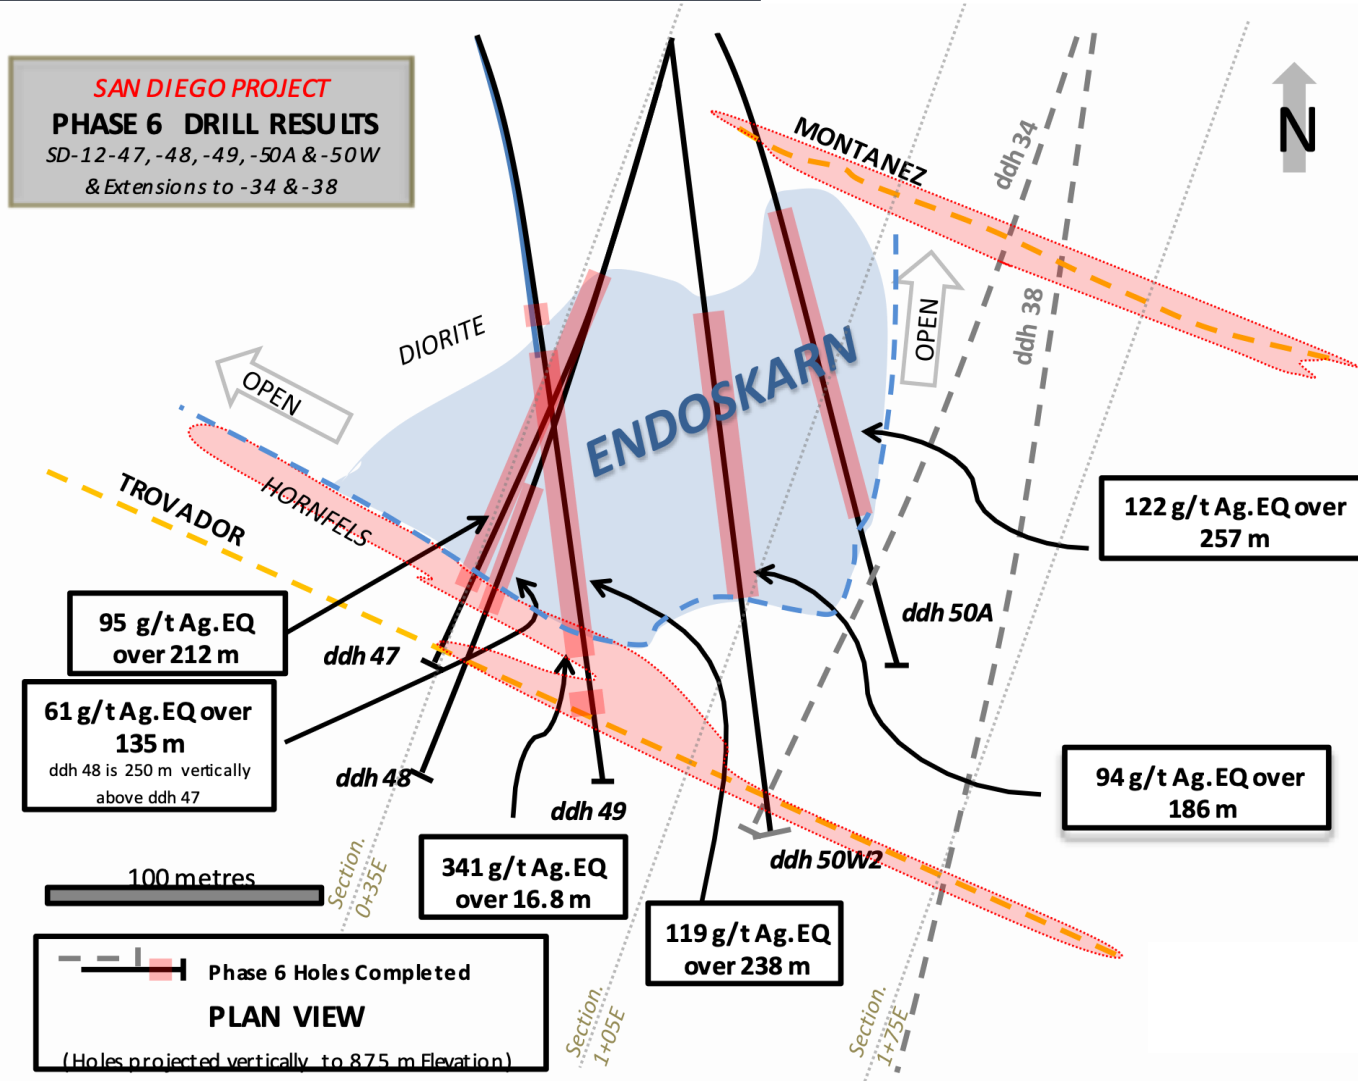 SAN DIEGO PROJECT
PHASE 6 DRILL RESULTS
SD-12-47, -48, -49, -50A & -50W
& Extensions to -34 & -38
MONTANEZ
ddh 34
N
ddh 38
DIORITE
OPEN
OPEN
ENDOSKARN
TROVADOR
HORNFELS
122 g/t Ag.EQ over
257 m
95 g/t Ag.EQ
over 212 m
ddh 47
ddh 50A
61 g/t Ag.EQ over
135 m
ddh 48 is 250 m vertically
above ddh 47
ddh 48
ddh 49
94 g/t Ag.EQ over
186 m
ddh 50W2
341 g/t Ag.EQ
over 16.8 m
100 metres
Section.
0+35E
119 g/t Ag.EQ
over 238 m
Phase 6 Holes Completed
PLAN VIEW
(Holes projected vertically to 875 m Elevation)
Section.
1+05E
Section.
1+75E